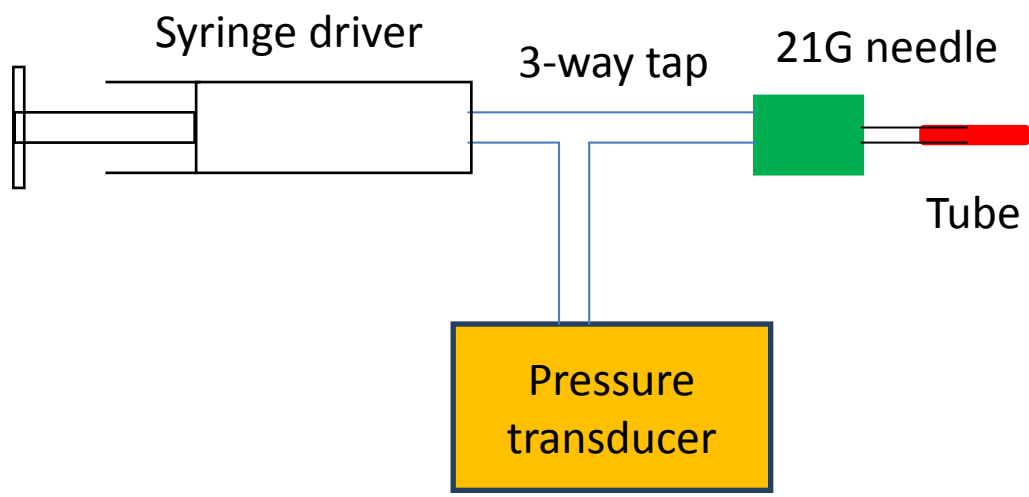 Syringe driver
3-way tap
21G needle
Tube
Pressure
transducer